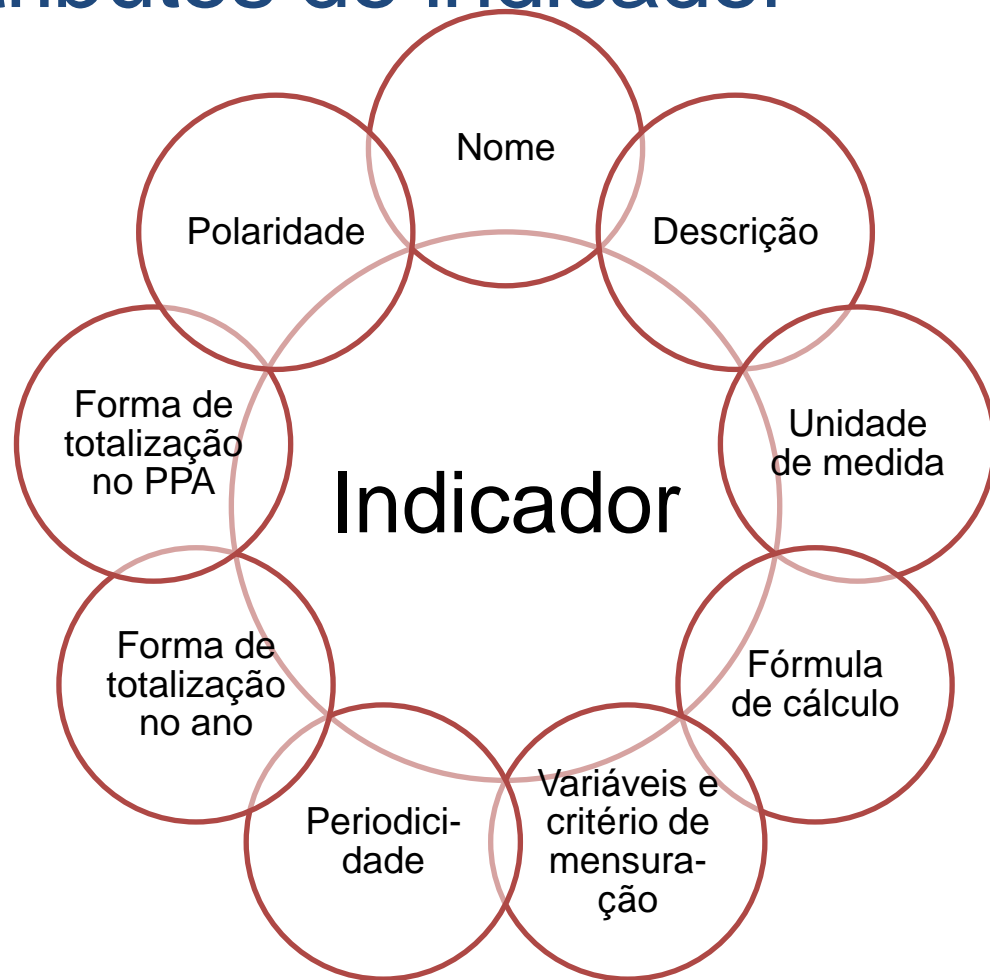 Nome
Descrição
Unidade
de medida
Fórmula
de cálculo
Variáveis e
critério de
mensura-
ção
Periodici-
dade
Forma de
totalização
no ano
Forma de
totalização
no PPA
Polaridade
Indicador